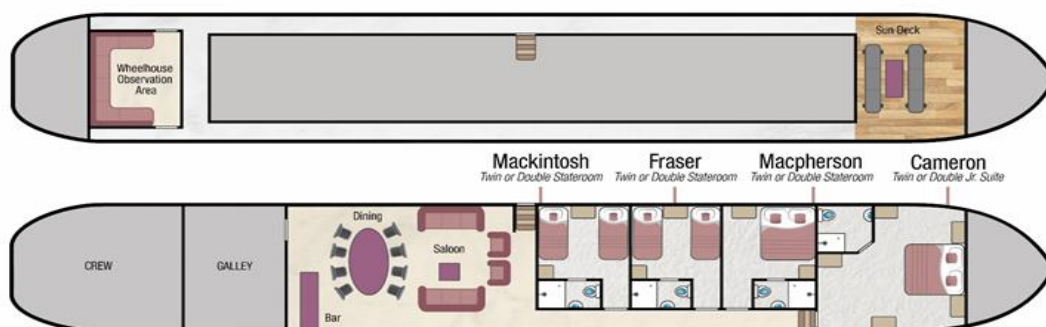 Wheelhouse
Observation
Area
Sun Deck
Mackintosh
Twin or Double Stateroom
Fraser
Twin or Double Stateroom
Macpherson
Twin or Double Stateroom
Cameron
Twin or Double Jr. Suite
CREW
GALLEY
Dining
Saloon
Bar